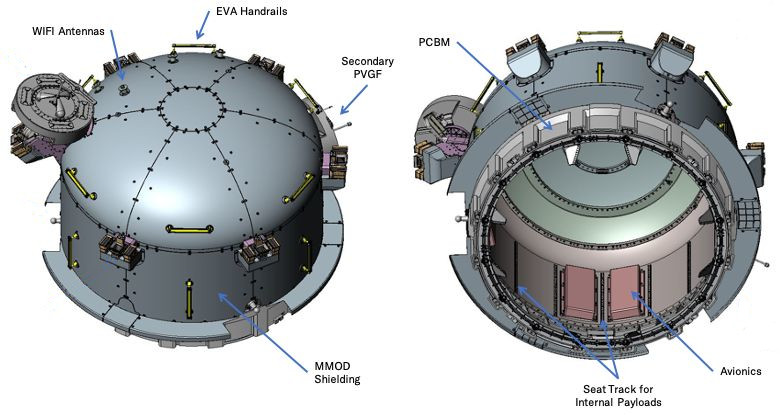 EVA Handrails
WIFI Antennas
Secondary
PVGF
MMOD
Shielding
PCBM
Avionics
Seat Track for
Internal Payloads